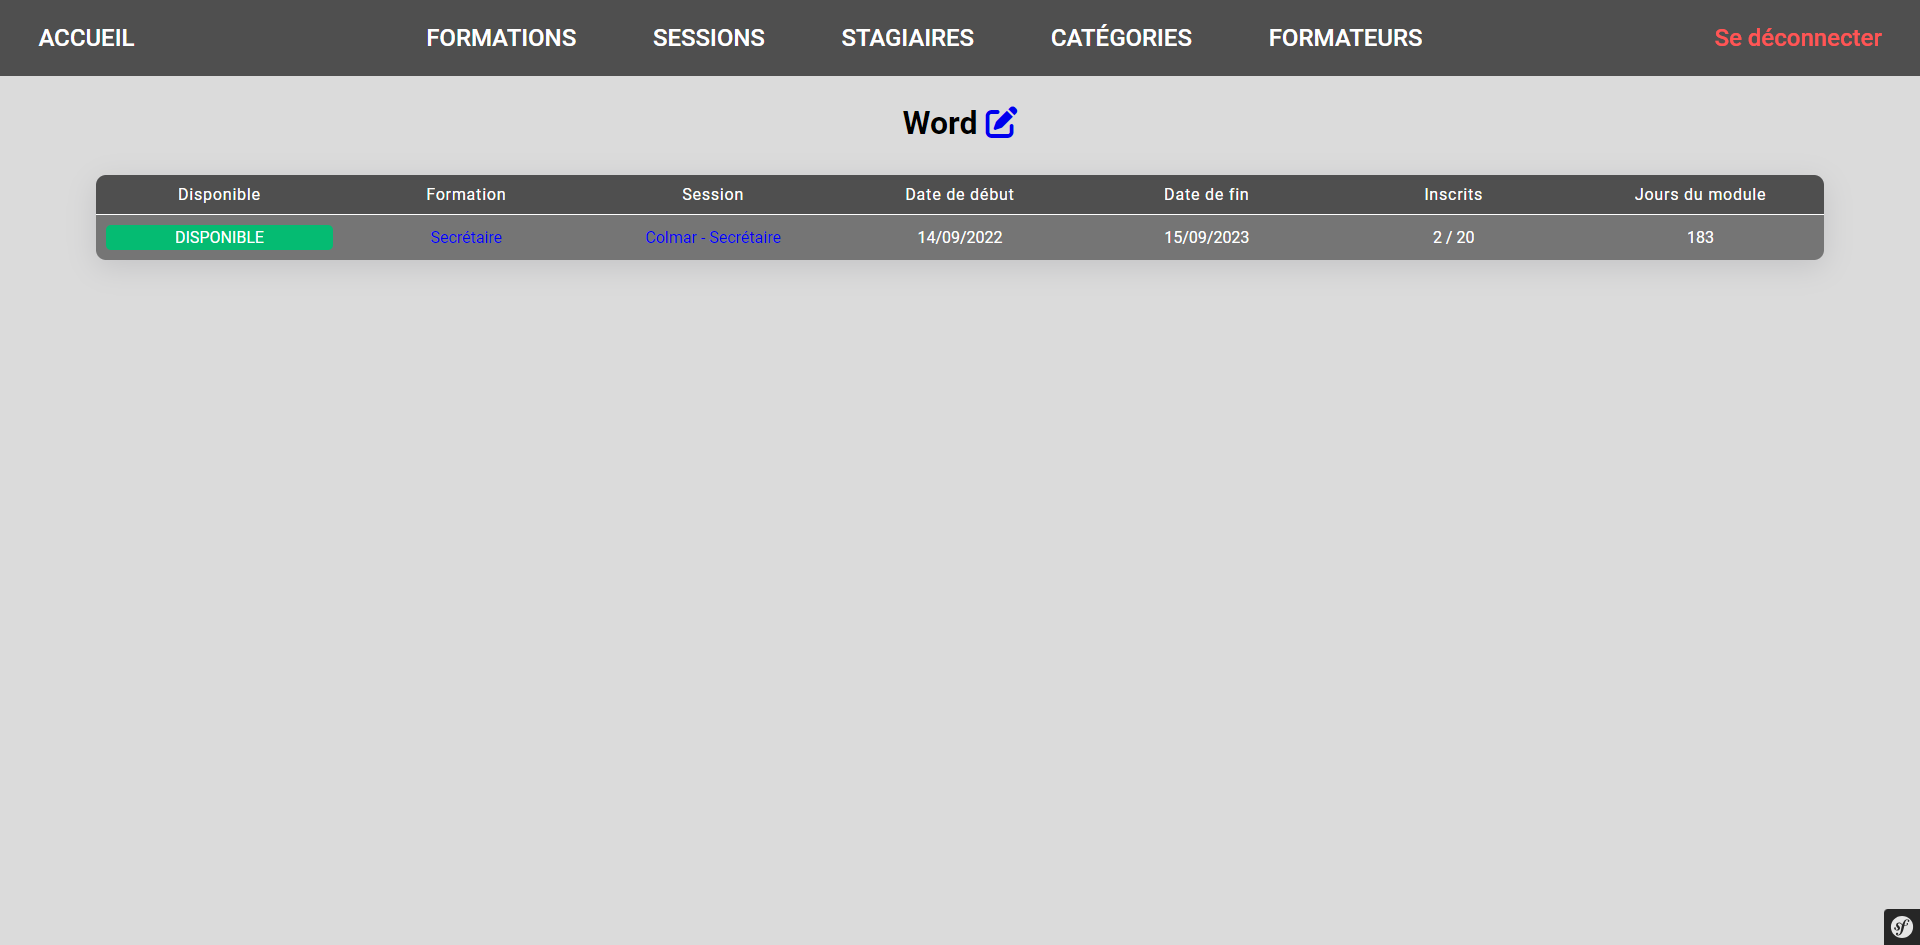 ACCUEIL FORMATIONS SESSIONS STAGIAIRES CATÉGORIES FORMATEURS Se déconnecter
Word
Disponible Formation Session Date de début Date de fin Inscrits Jours du module
DISPONIBLE Secrétaire Colmar - Secrétaire 14/09/2022 15/09/2023 2 / 20 183
sf